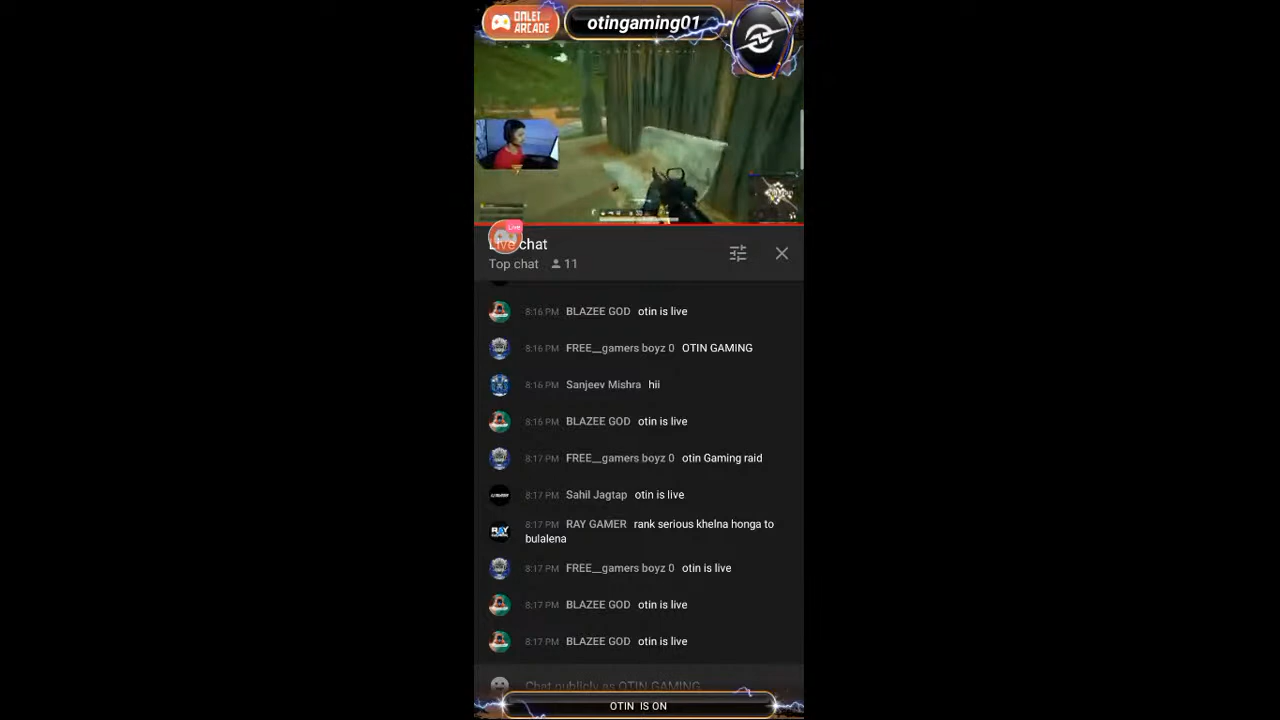 OMLET
ARCADE
otingaming01
Live
Live chat
Top chat 11
8:16 PM BLAZEE GOD otin is live
8:16 PM FREE__gamers boyz 0 OTIN GAMING
8:16 PM Sanjeev Mishra hii
8:16 PM BLAZEE GOD otin is live
8:17 PM FREE__gamers boyz 0 otin Gaming raid
8:17 PM Sahil Jagtap otin is live
8:17 PM RAY GAMER rank serious khelna honga to
bulalena
8:17 PM FREE__gamers boyz 0 otin is live
8:17 PM BLAZEE GOD otin is live
8:17 PM BLAZEE GOD otin is live
Chat publicly as OTIN GAMING
OTIN IS ON